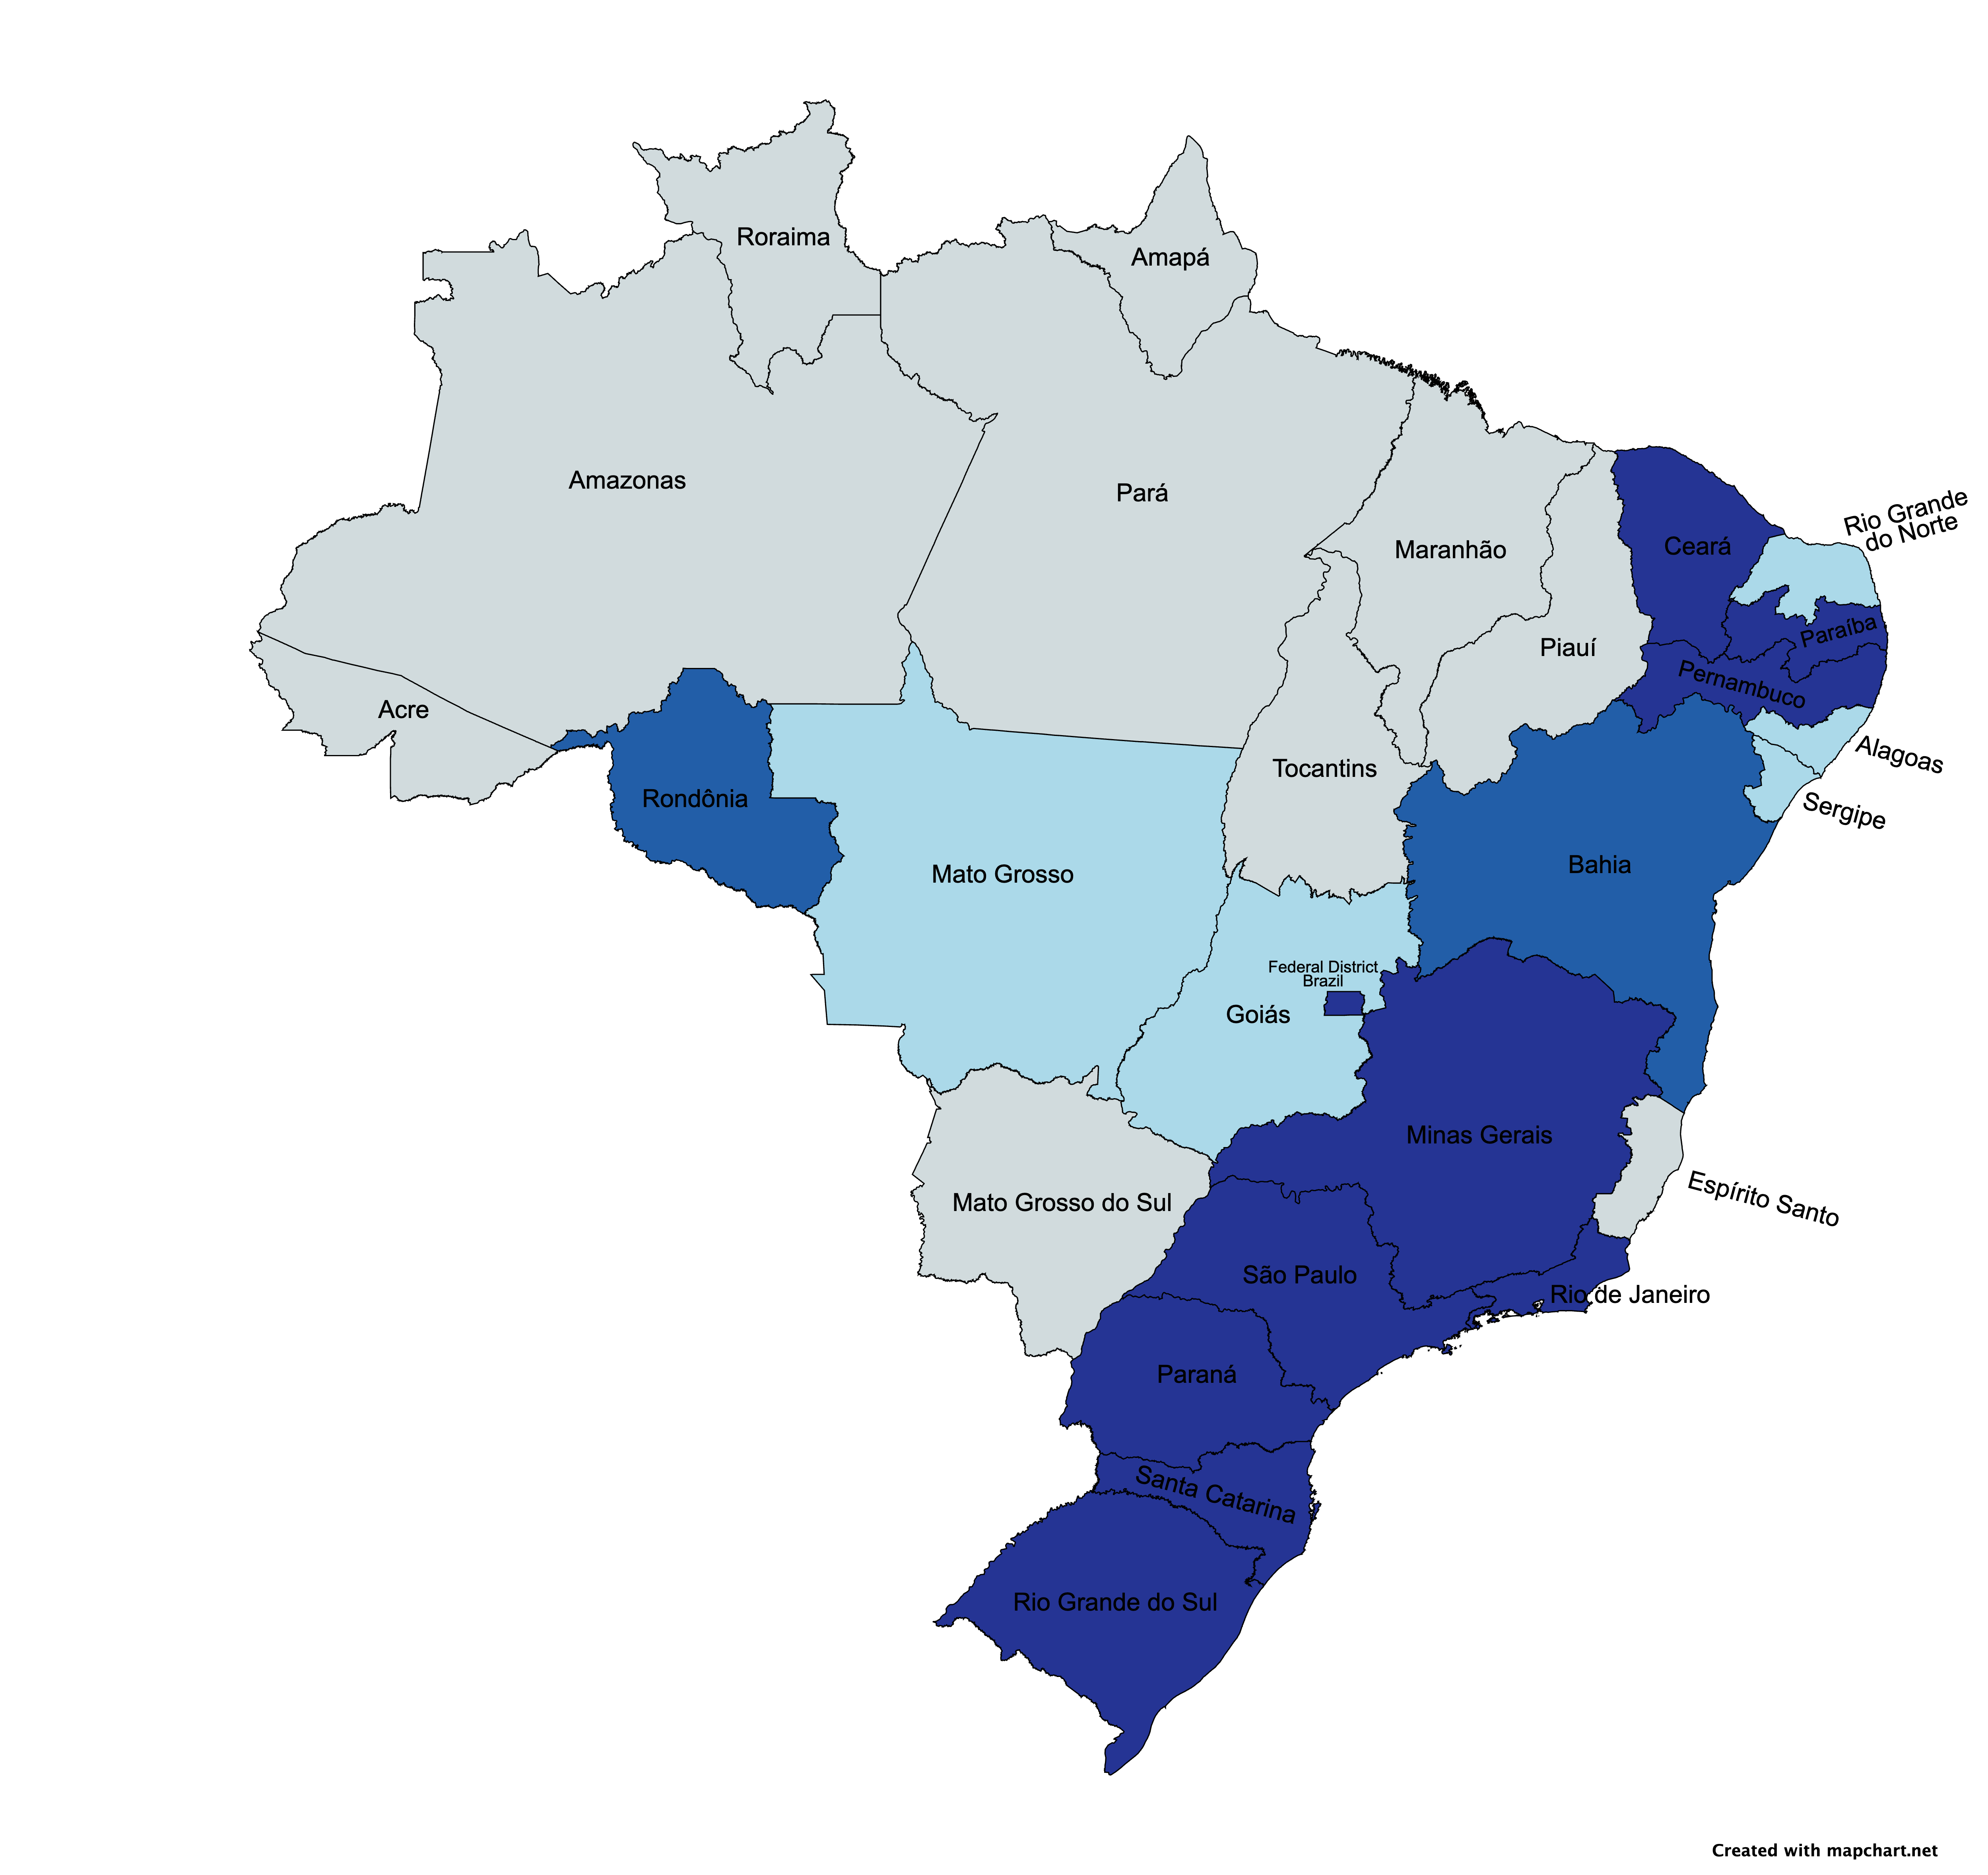 Roraima
Amapá
Amazonas
Pará
Maranhão
Ceará
Rio Grande
do Norte
Piauí
Paraíba
Pernambuco
Acre
Alagoas
Rondônia
Tocantins
Sergipe
Mato Grosso
Bahia
Federal District
Brazil
Goiás
Minas Gerais
Mato Grosso do Sul
Espírito Santo
São Paulo
Rio de Janeiro
Paraná
Santa Catarina
Rio Grande do Sul
Created with mapchart.net